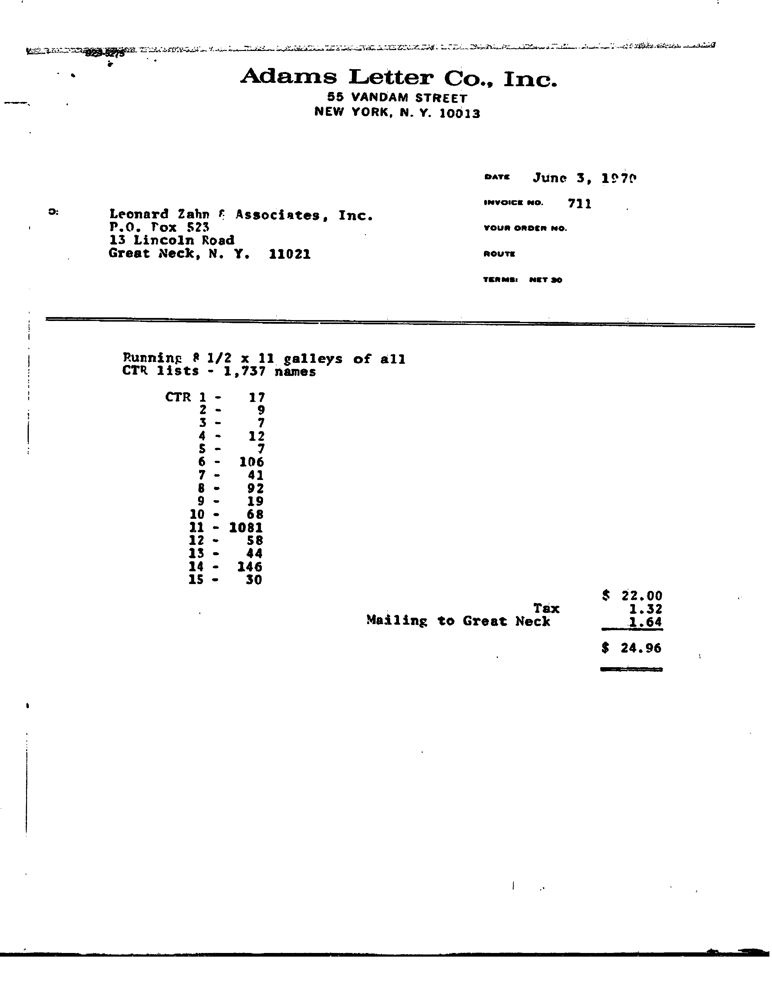 Adams Letter Co., Inc.
55 VANDAM STREET
NEW YORK, N. Y. 10013
DATE June 3, 1970
INVOICE NO. 711
Leonard Zahn & Associates, Inc.
P.O. Box 523
YOUR ORDER NO.
13 Lincoln Road
Great Neck, N. Y. 11021
ROUTE
TERMS: NET 30
Running 8 1/2 x 11 galleys of all
CTR lists - 1,737 names
CTR 1 - 17
2 - 9
3 - 7
4 - 12
5 - 7
6 - 106
7 - 41
8 - 92
9 - 19
10 - 68
11 - 1081
12 - 58
13 - 44
14 - 146
15 - 30
$ 22.00
Tax 1.32
Mailing to Great Neck 1.64
$ 24.96